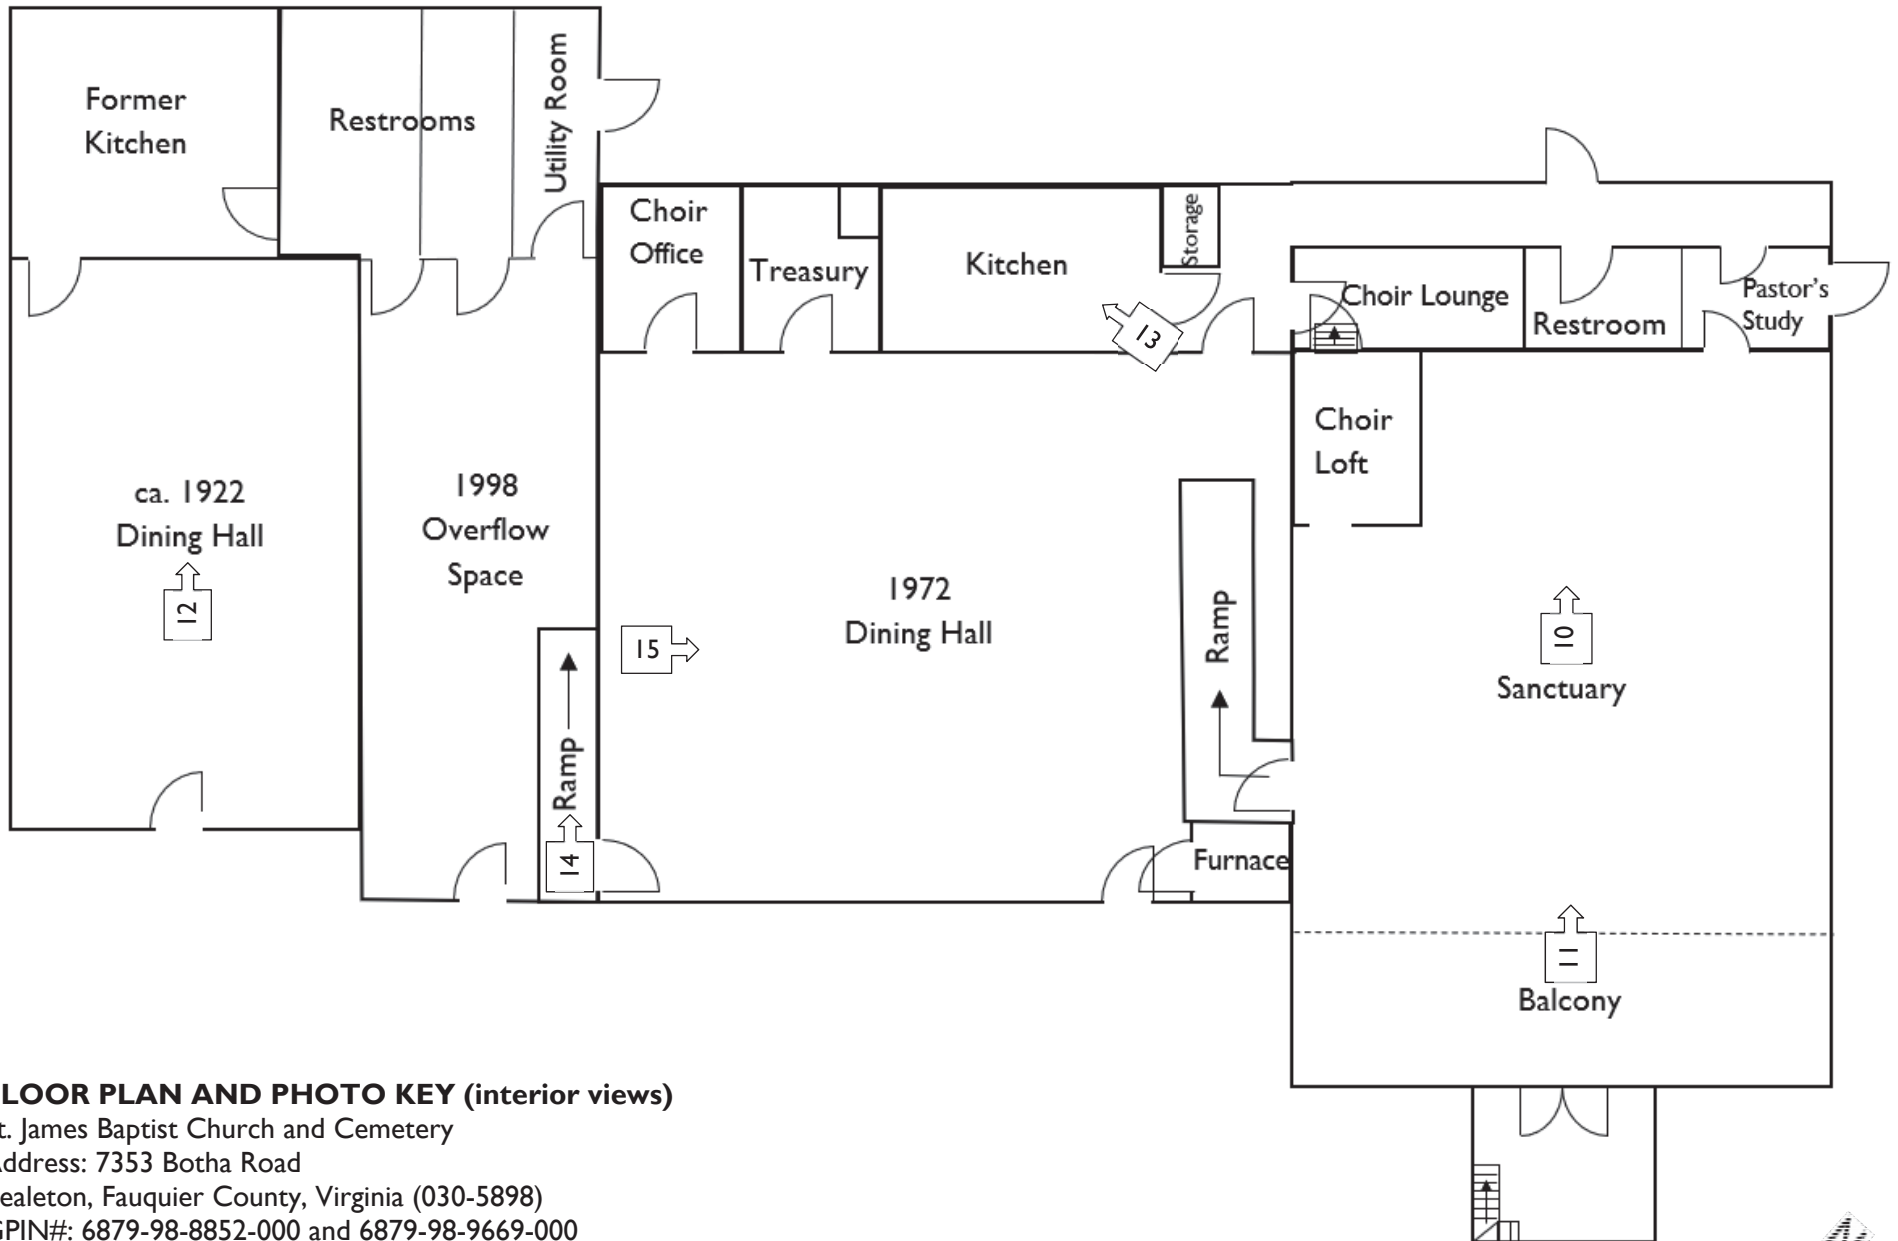 Former
Kitchen
Restrooms
Utility Room
Choir
Office
Treasury
Kitchen
Storage
Choir Lounge
Restroom
Pastor's
Study
13
Choir
Loft
ca. 1922
Dining Hall
12
1998
Overflow
Space
Ramp
14
15
1972
Dining Hall
Ramp
Furnace
10
Sanctuary
11
Balcony
LOOR PLAN AND PHOTO KEY (interior views)
t. James Baptist Church and Cemetery
ddress: 7353 Botha Road
ealeton, Fauquier County, Virginia (030-5898)
GPIN#: 6879-98-8852-000 and 6879-98-9669-000